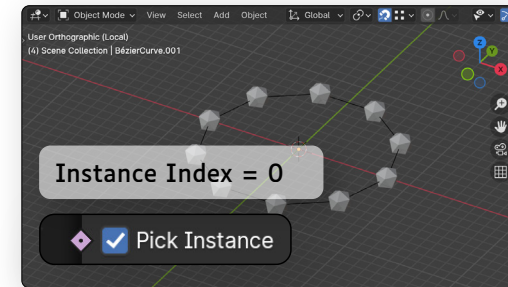 Object Mode View Select Add Object Global
User Orthographic (Local)
(4) Scene Collection | BézierCurve.001
Z
Y
X
Instance Index = 0
Pick Instance